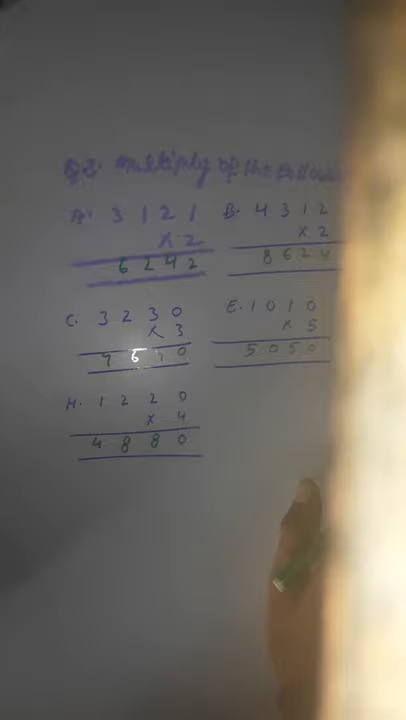 Q3. Multiply of the
A. 3 1 2 1
x 2
6 2 4 2
B. 4 3 1 2
x 2
8 6 2 4
C. 3 2 3 0
x 3
9 6 9 0
E. 1 0 1 0
x 5
5 0 5 0
H. 1 2 2 0
x 4
4 8 8 0